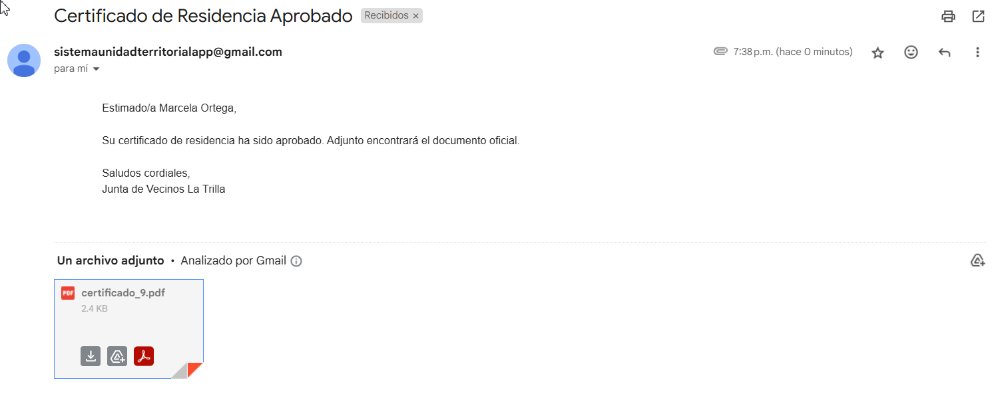 Certificado de Residencia Aprobado Recibidos ×
sistemaunidadterritorialapp@gmail.com 7:38 p.m. (hace 0 minutos)
para mí
Estimado/a Marcela Ortega,
Su certificado de residencia ha sido aprobado. Adjunto encontrará el documento oficial.
Saludos cordiales,
Junta de Vecinos La Trilla
Un archivo adjunto • Analizado por Gmail
PDF certificado_9.pdf
2.4 KB